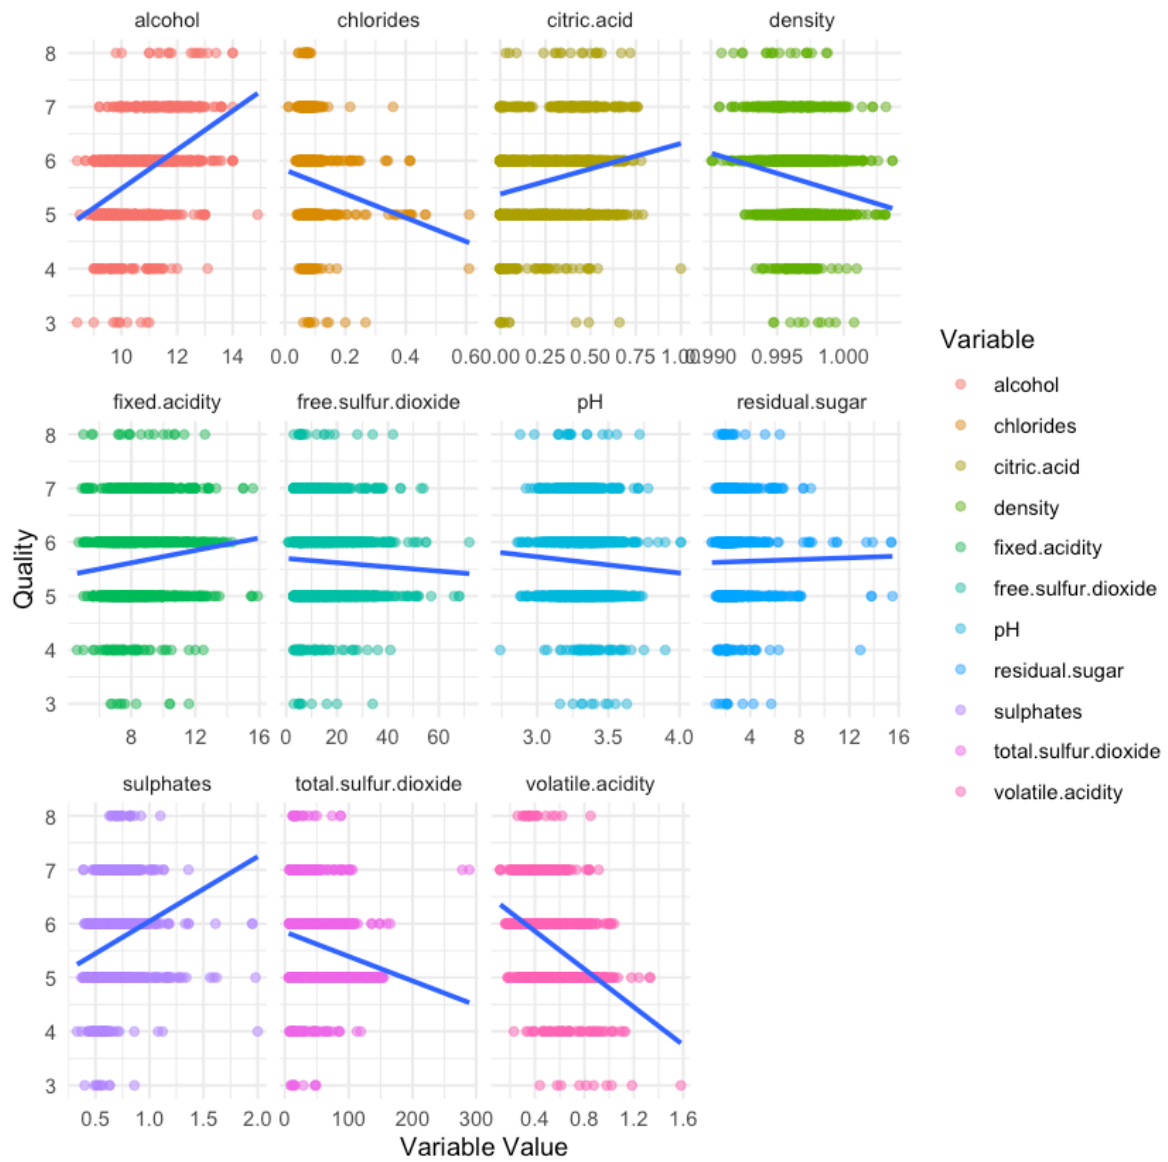 alcohol chlorides citric.acid density
8
7
6
5
4
3
10 12 14 0.0 0.2 0.4 0.6 0.00 0.25 0.50 0.75 1.00 0.990 0.995 1.000
fixed.acidity free.sulfur.dioxide pH residual.sugar
8
7
6
5
4
3
8 12 16 0 20 40 60 3.0 3.5 4.0 4 8 12 16
sulphates total.sulfur.dioxide volatile.acidity
8
7
6
5
4
3
0.5 1.0 1.5 2.0 0 100 200 300 0.4 0.8 1.2 1.6
Quality
Variable Value
Variable
alcohol
chlorides
citric.acid
density
fixed.acidity
free.sulfur.dioxide
pH
residual.sugar
sulphates
total.sulfur.dioxide
volatile.acidity